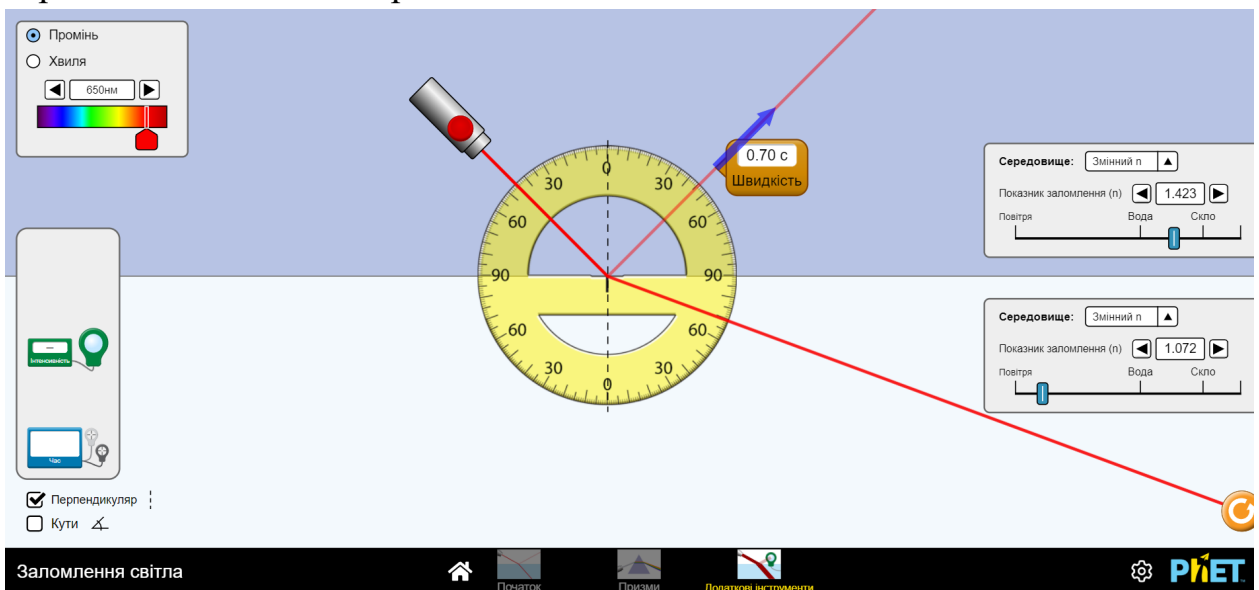 Промінь
Хвиля
650нм
0.70 c
Швидкість
0
30
30
60
60
90
90
60
60
30
30
0
Середовище: Змінний n
Показник заломлення (n) 1.423
Повітря Вода Скло
Середовище: Змінний n
Показник заломлення (n) 1.072
Повітря Вода Скло
Інтенсивність
Час
Перпендикуляр
Кути
Заломлення світла
Початок
Призми
Додаткові інструменти
PhET